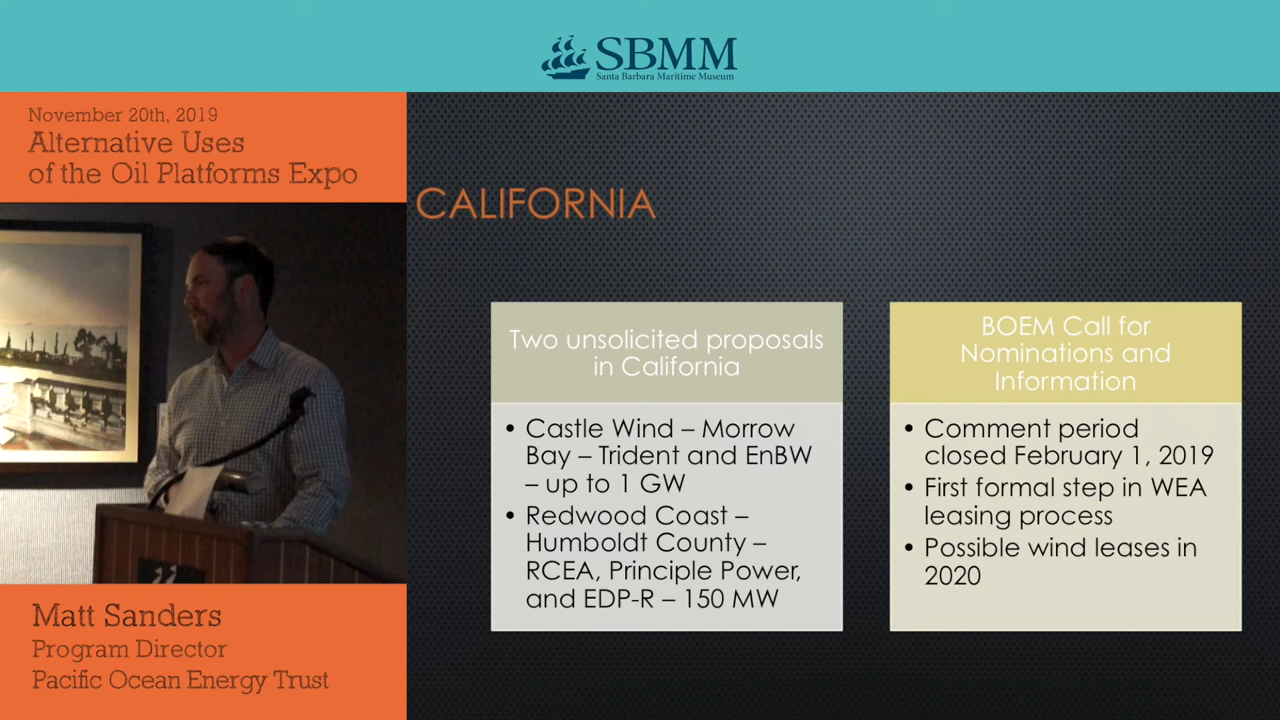 SBMM
Santa Barbara Maritime Museum
November 20th, 2019
Alternative Uses
of the Oil Platforms Expo
CALIFORNIA
Two unsolicited proposals
in California
• Castle Wind – Morrow
Bay – Trident and EnBW
– up to 1 GW
• Redwood Coast –
Humboldt County –
RCEA, Principle Power,
and EDP-R – 150 MW
BOEM Call for
Nominations and
Information
• Comment period
closed February 1, 2019
• First formal step in WEA
leasing process
• Possible wind leases in
2020
Matt Sanders
Program Director
Pacific Ocean Energy Trust